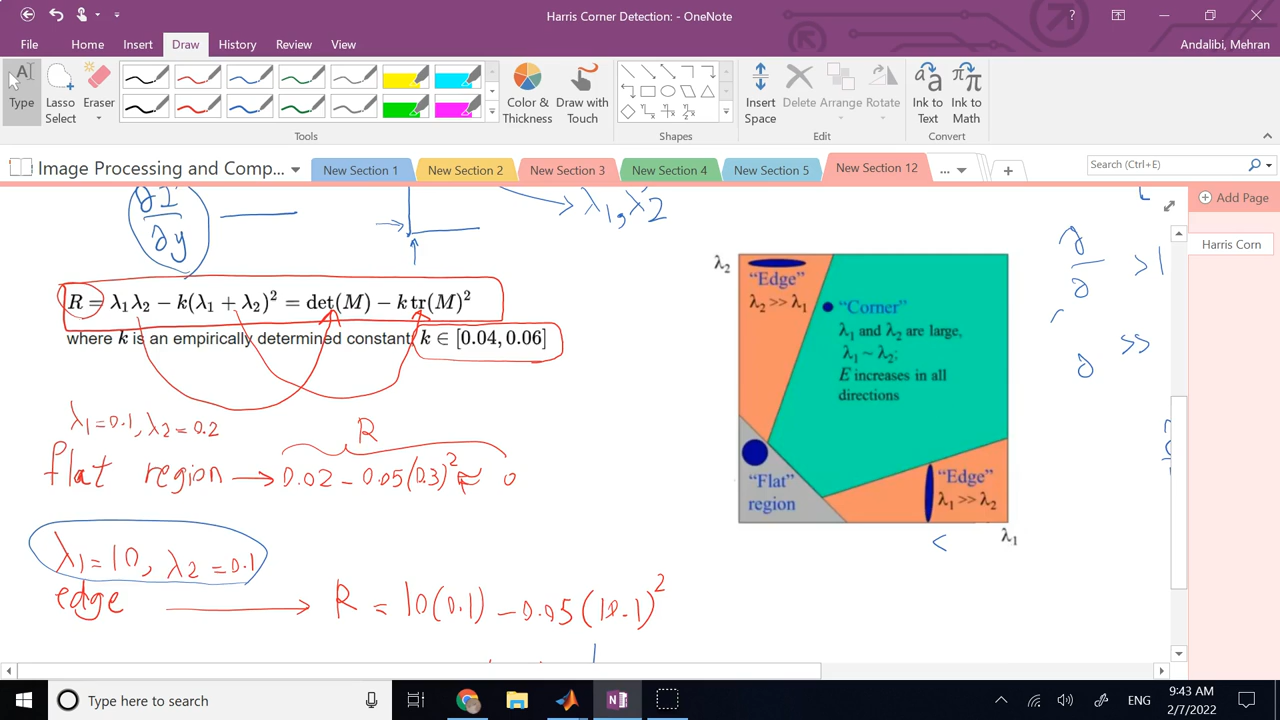 Harris Corner Detection: - OneNote
File Home Insert Draw History Review View
Andalibi, Mehran
Type
Lasso Select
Eraser
Color & Thickness
Draw with Touch
Insert Space
Delete
Arrange
Rotate
Ink to Text
Ink to Math
Tools
Shapes
Edit
Convert
Image Processing and Comp...
New Section 1
New Section 2
New Section 3
New Section 4
New Section 5
New Section 12
...
Search (Ctrl+E)
Add Page
Harris Corn
∂I
∂y
λ1, λ2
R = λ1λ2 − k(λ1 + λ2)² = det(M) − k tr(M)²
where k is an empirically determined constant k ∈ [0.04, 0.06]
λ1=0.1, λ2=0.2
R
flat region → 0.02 − 0.05(0.3)² ≈ 0
λ1=10, λ2=0.1
edge → R = 10(0.1) − 0.05(10.1)²
λ2
"Edge"
λ2 >> λ1
"Corner"
λ1 and λ2 are large,
λ1 ~ λ2;
E increases in all
directions
"Flat"
region
"Edge"
λ1 >> λ2
λ1
<
>1
>>
Type here to search
ENG
9:43 AM
2/7/2022